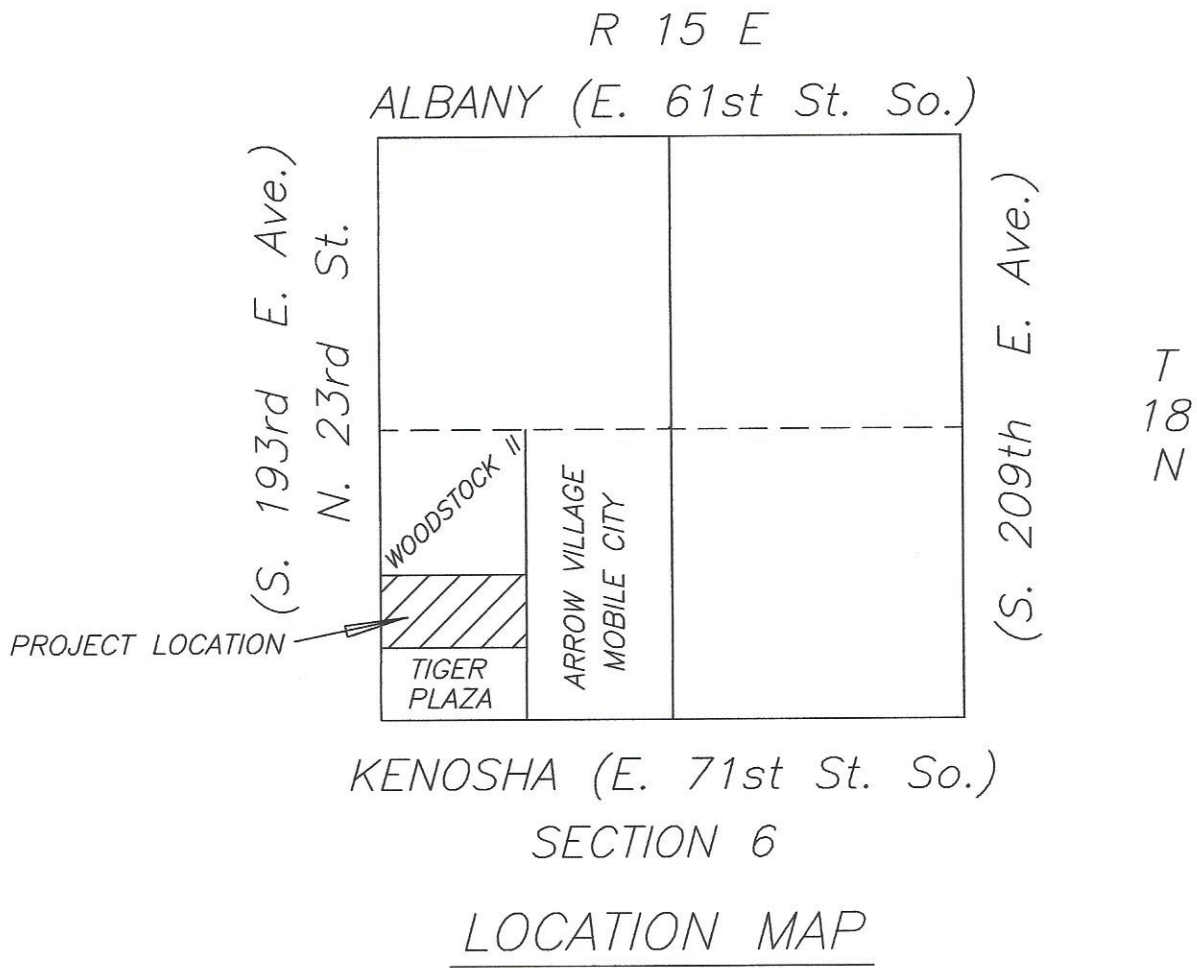 R 15 E
ALBANY (E. 61st St. So.)
(S. 193rd E. Ave.)
N. 23rd St.
(S. 209th E. Ave.)
T
18
N
WOODSTOCK II
ARROW VILLAGE
MOBILE CITY
PROJECT LOCATION
TIGER
PLAZA
KENOSHA (E. 71st St. So.)
SECTION 6
LOCATION MAP